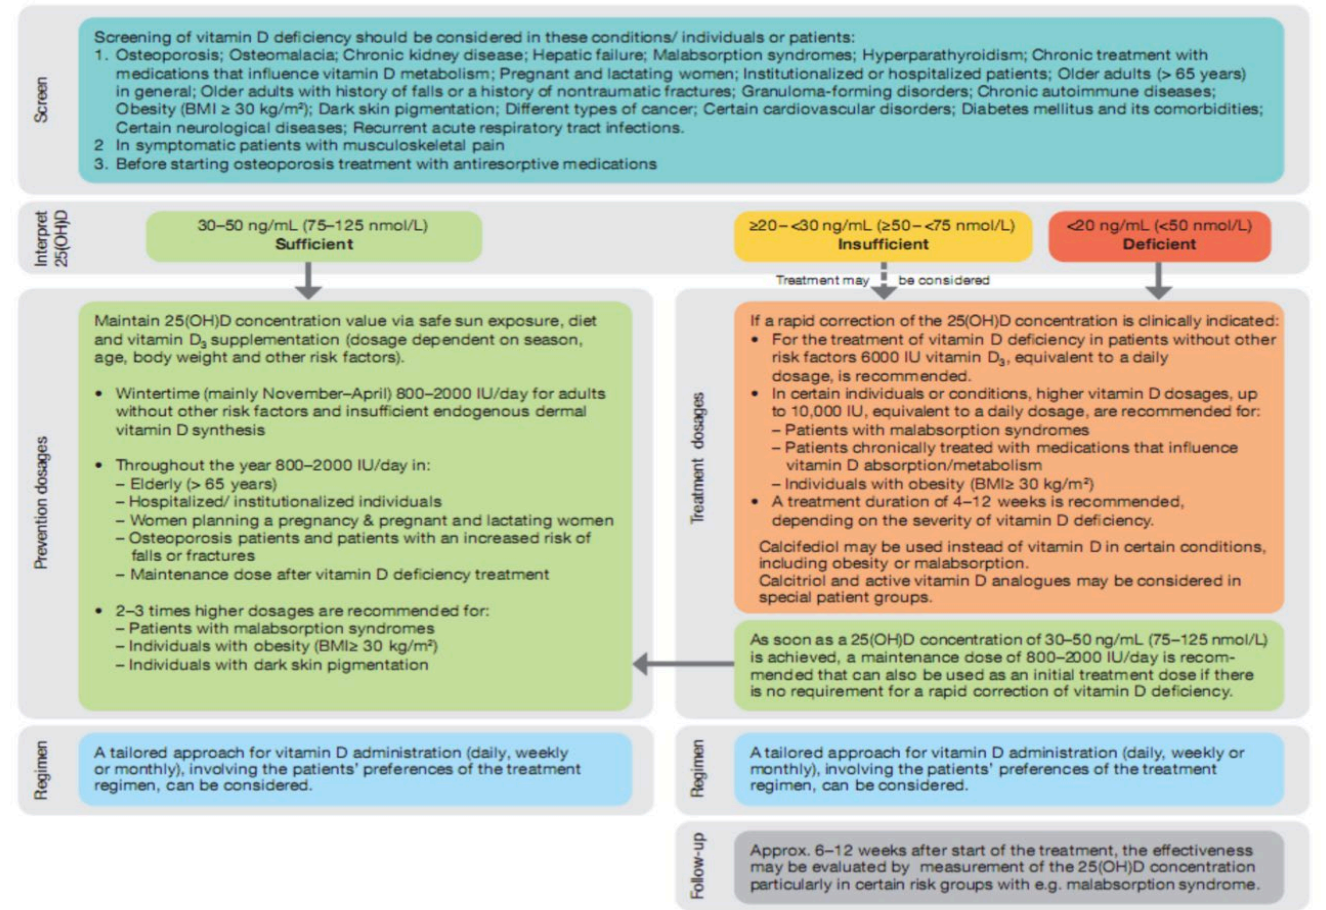 Screen
Screening of vitamin D deficiency should be considered in these conditions/ individuals or patients:
1. Osteoporosis; Osteomalacia; Chronic kidney disease; Hepatic failure; Malabsorption syndromes; Hyperparathyroidism; Chronic treatment with
medications that influence vitamin D metabolism; Pregnant and lactating women; Institutionalized or hospitalized patients; Older adults (> 65 years)
in general; Older adults with history of falls or a history of nontraumatic fractures; Granuloma-forming disorders; Chronic autoimmune diseases;
Obesity (BMI ≥ 30 kg/m²); Dark skin pigmentation; Different types of cancer; Certain cardiovascular disorders; Diabetes mellitus and its comorbidities;
Certain neurological diseases; Recurrent acute respiratory tract infections.
2 In symptomatic patients with musculoskeletal pain
3. Before starting osteoporosis treatment with antiresorptive medications
Interpret
25(OH)D
30–50 ng/mL (75–125 nmol/L)
Sufficient
≥20–<30 ng/mL (≥50–<75 nmol/L)
Insufficient
<20 ng/mL (<50 nmol/L)
Deficient
Treatment may be considered
Prevention dosages
Maintain 25(OH)D concentration value via safe sun exposure, diet
and vitamin D₃ supplementation (dosage dependent on season,
age, body weight and other risk factors).
• Wintertime (mainly November–April) 800–2000 IU/day for adults
without other risk factors and insufficient endogenous dermal
vitamin D synthesis
• Throughout the year 800–2000 IU/day in:
– Elderly (> 65 years)
– Hospitalized/ institutionalized individuals
– Women planning a pregnancy & pregnant and lactating women
– Osteoporosis patients and patients with an increased risk of
falls or fractures
– Maintenance dose after vitamin D deficiency treatment
• 2–3 times higher dosages are recommended for:
– Patients with malabsorption syndromes
– Individuals with obesity (BMI≥ 30 kg/m²)
– Individuals with dark skin pigmentation
Treatment dosages
If a rapid correction of the 25(OH)D concentration is clinically indicated:
• For the treatment of vitamin D deficiency in patients without other
risk factors 6000 IU vitamin D₃, equivalent to a daily
dosage, is recommended.
• In certain individuals or conditions, higher vitamin D dosages, up
to 10,000 IU, equivalent to a daily dosage, are recommended for:
– Patients with malabsorption syndromes
– Patients chronically treated with medications that influence
vitamin D absorption/metabolism
– Individuals with obesity (BMI≥ 30 kg/m²)
• A treatment duration of 4–12 weeks is recommended,
depending on the severity of vitamin D deficiency.
Calcifediol may be used instead of vitamin D in certain conditions,
including obesity or malabsorption.
Calcitriol and active vitamin D analogues may be considered in
special patient groups.
As soon as a 25(OH)D concentration of 30–50 ng/mL (75–125 nmol/L)
is achieved, a maintenance dose of 800–2000 IU/day is recom-
mended that can also be used as an initial treatment dose if there
is no requirement for a rapid correction of vitamin D deficiency.
Regimen
A tailored approach for vitamin D administration (daily, weekly
or monthly), involving the patients' preferences of the treatment
regimen, can be considered.
Regimen
A tailored approach for vitamin D administration (daily, weekly or
monthly), involving the patients' preferences of the treatment
regimen, can be considered.
Follow-up
Approx. 6–12 weeks after start of the treatment, the effectiveness
may be evaluated by measurement of the 25(OH)D concentration
particularly in certain risk groups with e.g. malabsorption syndrome.